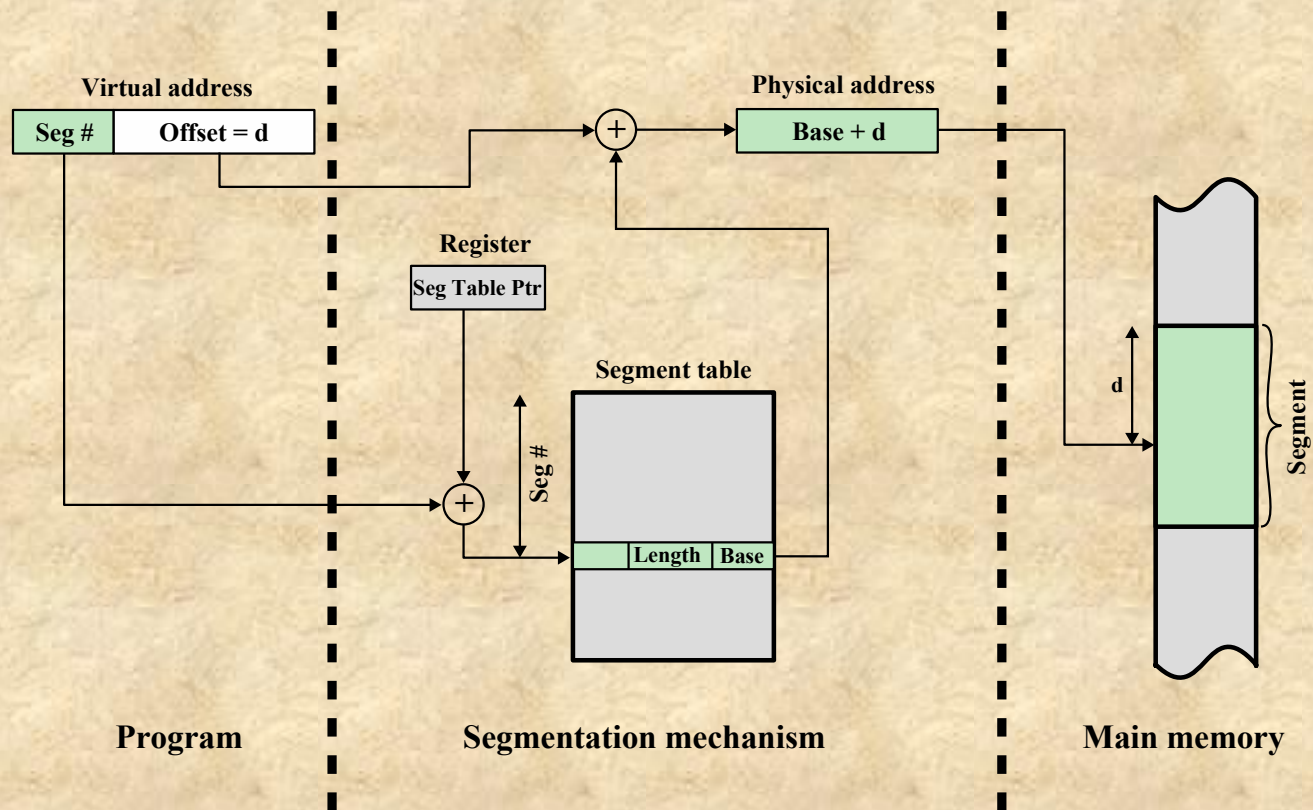 Virtual address
Seg #
Offset = d
Physical address
Base + d
+
Register
Seg Table Ptr
Segment table
Seg #
+
Length
Base
d
Segment
Program
Segmentation mechanism
Main memory